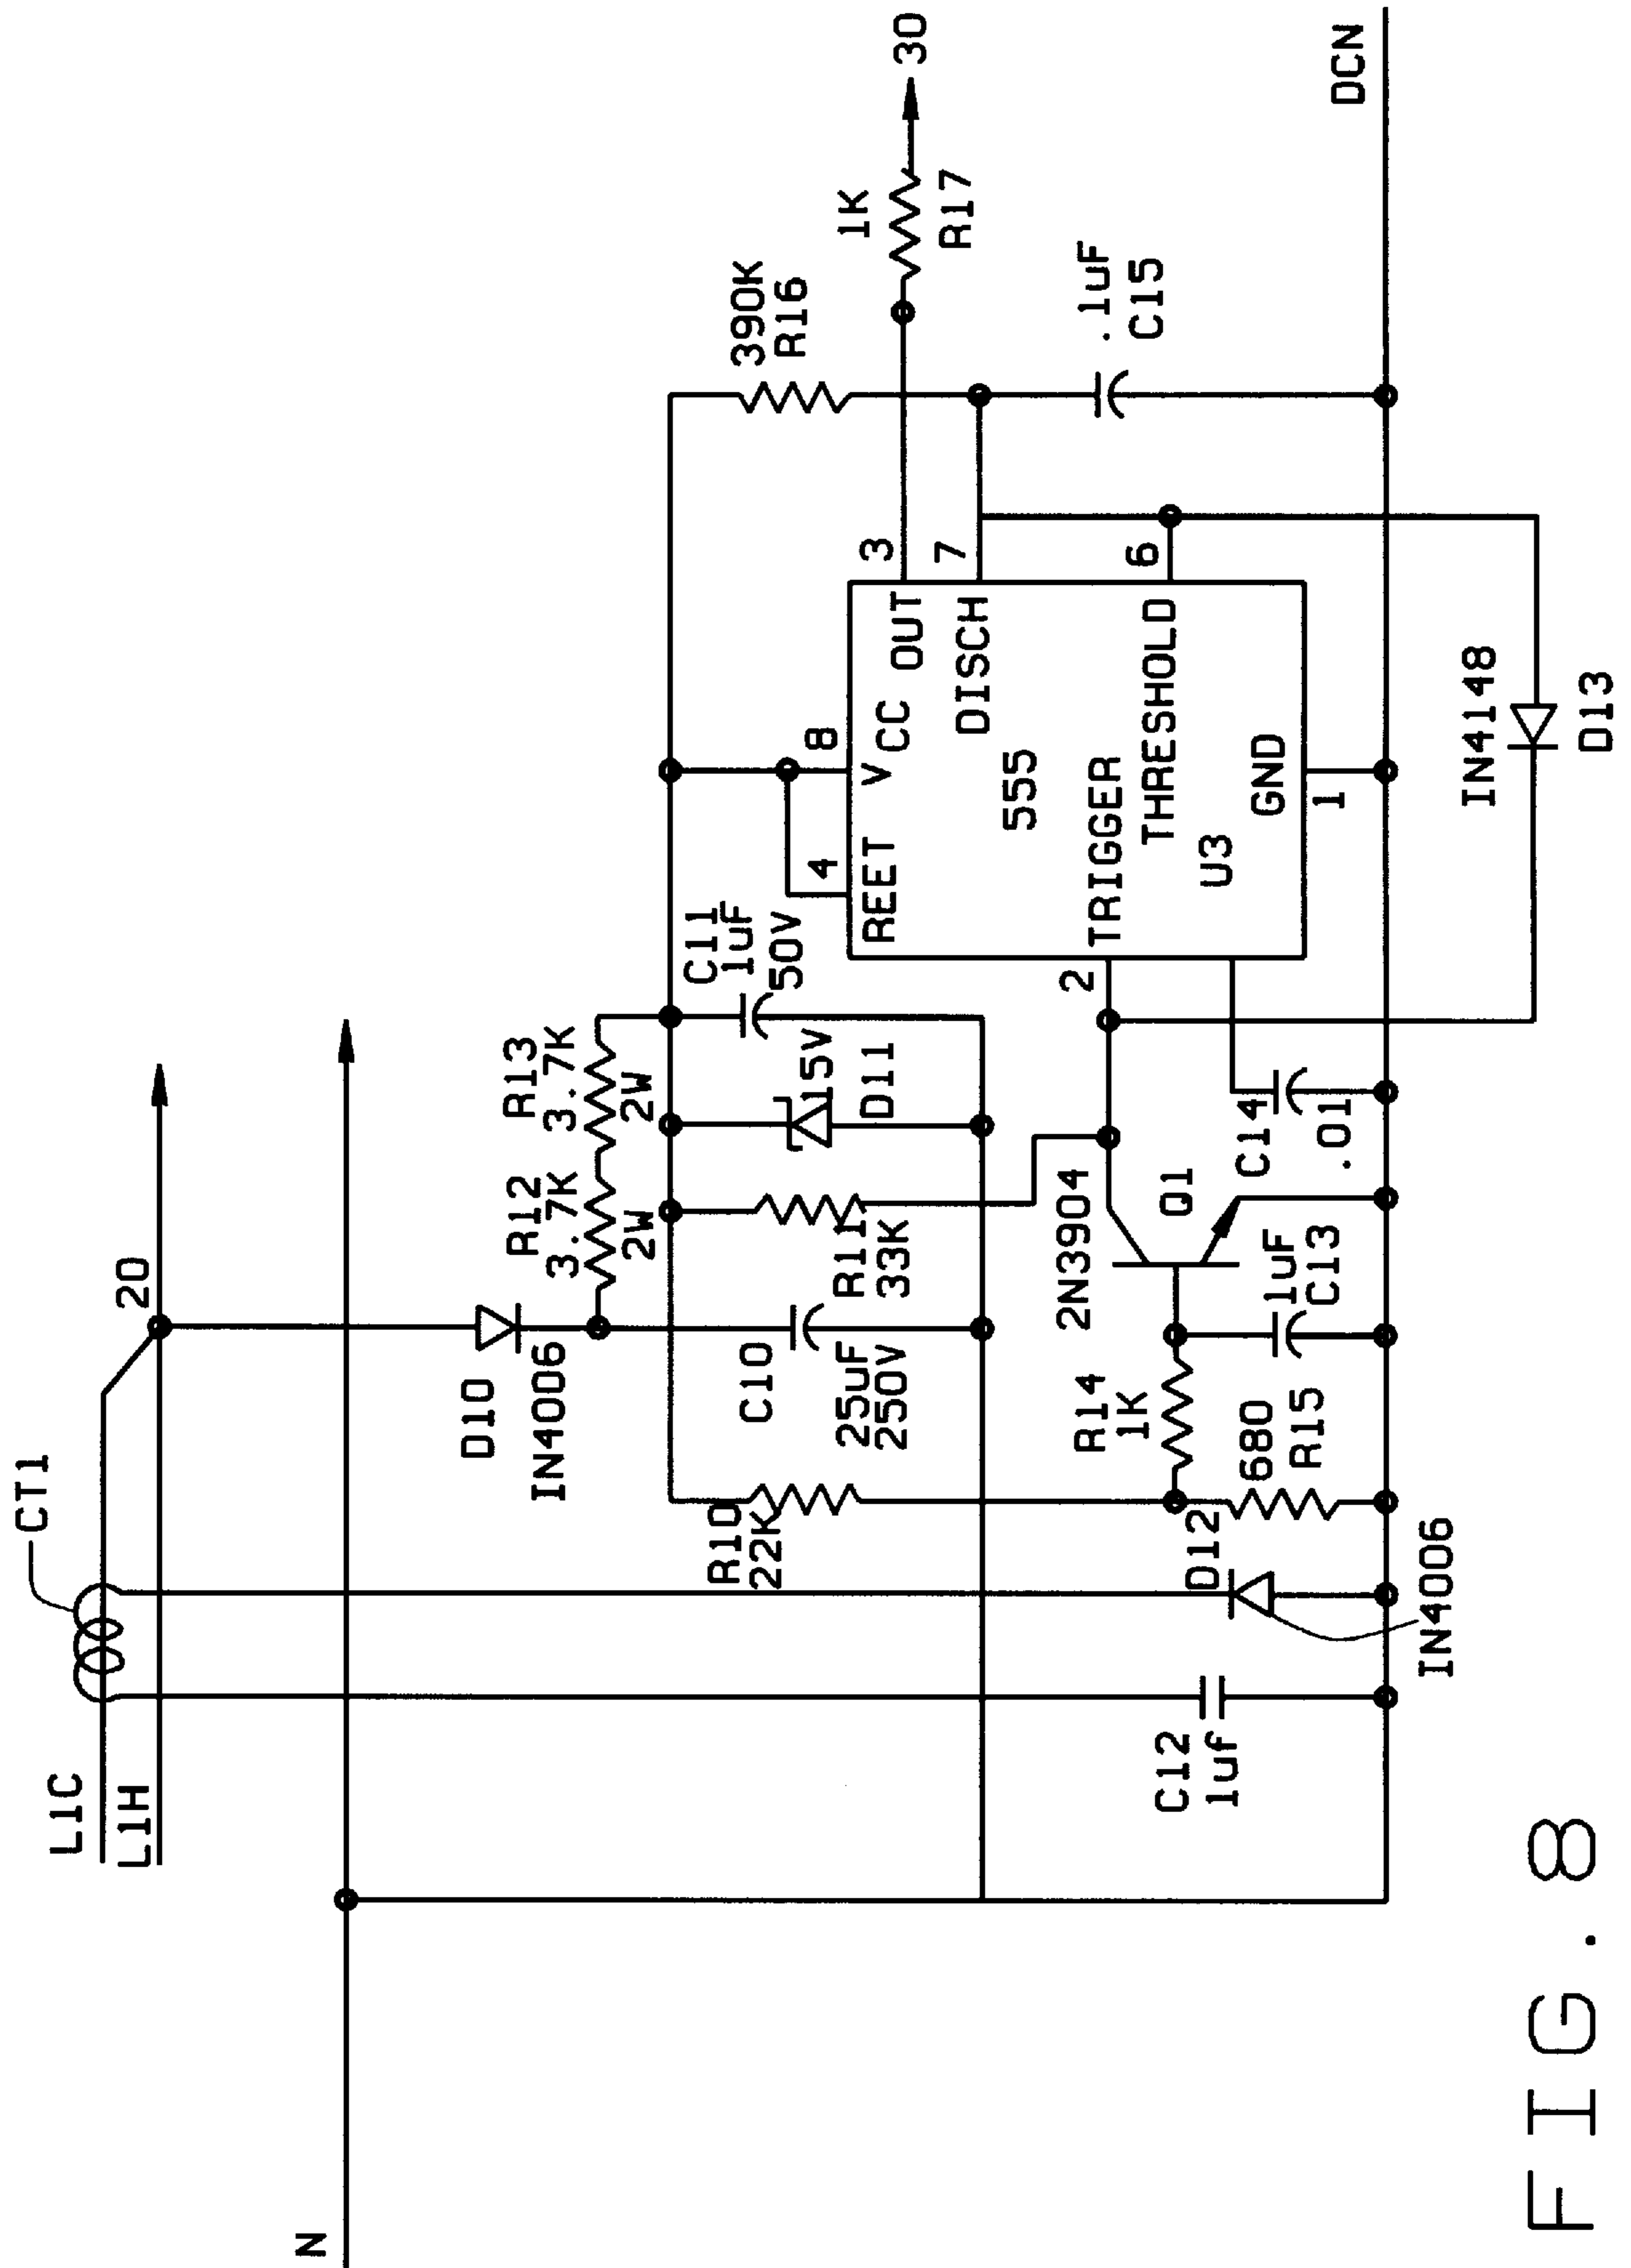 CT1
L1C
L1H
20
N
D10
IN4006
R12
3.7K
2W
R13
3.7K
2W
C10
25uF
250V
R10
22K
R11
33K
15V
D11
C11
1uF
50V
REET
4
V CC
8
OUT
3
DISCH
7
555
TRIGGER
2
THRESHOLD
6
U3
GND
1
390K
R16
1K
R17
30
.1uF
C15
DCN
2N3904
Q1
R14
1K
680
R15
1uF
C13
C14
.01
D12
IN4006
C12
1uf
IN4148
D13
FIG. 8